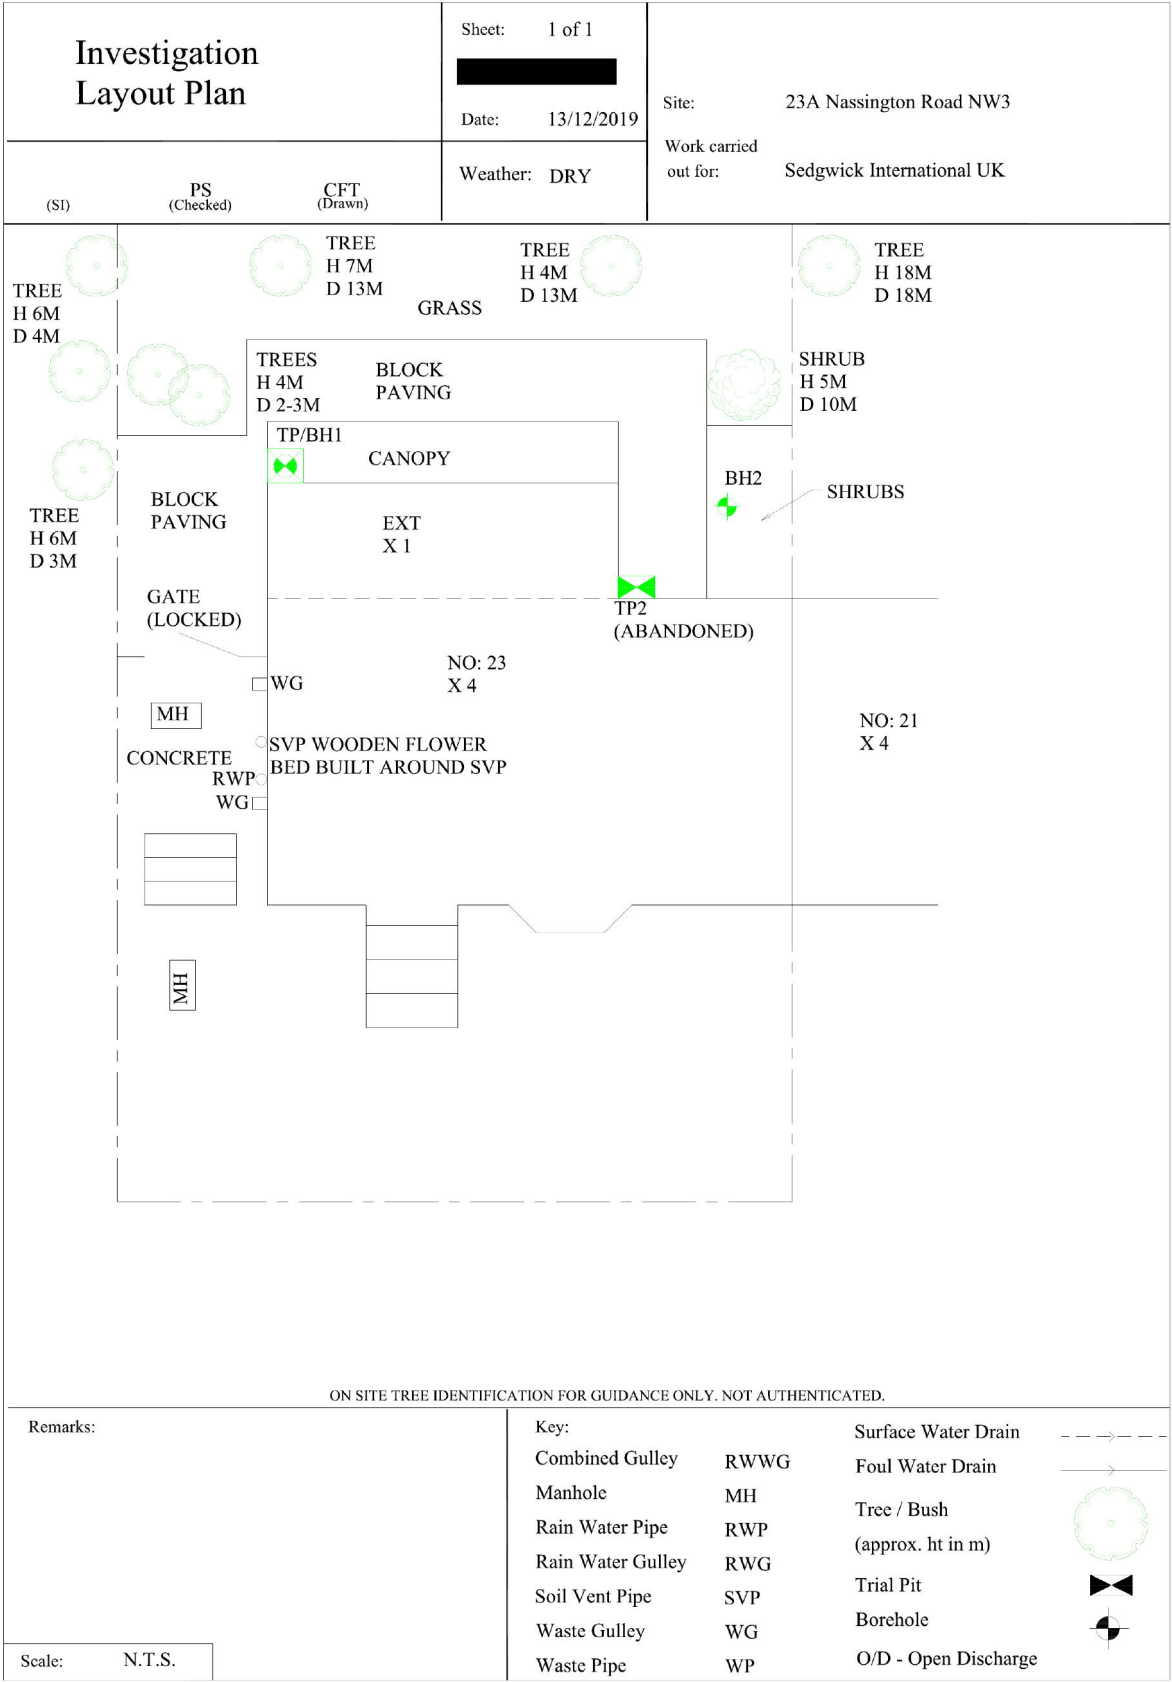 Investigation
Layout Plan
Sheet: 1 of 1
Date: 13/12/2019
Weather: DRY
Site: 23A Nassington Road NW3
Work carried
out for: Sedgwick International UK
(SI)
PS
(Checked)
CFT
(Drawn)
TREE
H 6M
D 4M
TREE
H 7M
D 13M
TREE
H 4M
D 13M
TREE
H 18M
D 18M
GRASS
TREES
H 4M
D 2-3M
BLOCK
PAVING
SHRUB
H 5M
D 10M
TP/BH1
CANOPY
BH2
SHRUBS
TREE
H 6M
D 3M
BLOCK
PAVING
EXT
X 1
GATE
(LOCKED)
TP2
(ABANDONED)
NO: 23
X 4
WG
MH
NO: 21
X 4
CONCRETE
SVP WOODEN FLOWER
BED BUILT AROUND SVP
RWP
WG
MH
ON SITE TREE IDENTIFICATION FOR GUIDANCE ONLY. NOT AUTHENTICATED.
Remarks:
Scale: N.T.S.
Key:
Combined Gulley RWWG
Manhole MH
Rain Water Pipe RWP
Rain Water Gulley RWG
Soil Vent Pipe SVP
Waste Gulley WG
Waste Pipe WP
Surface Water Drain
Foul Water Drain
Tree / Bush
(approx. ht in m)
Trial Pit
Borehole
O/D - Open Discharge